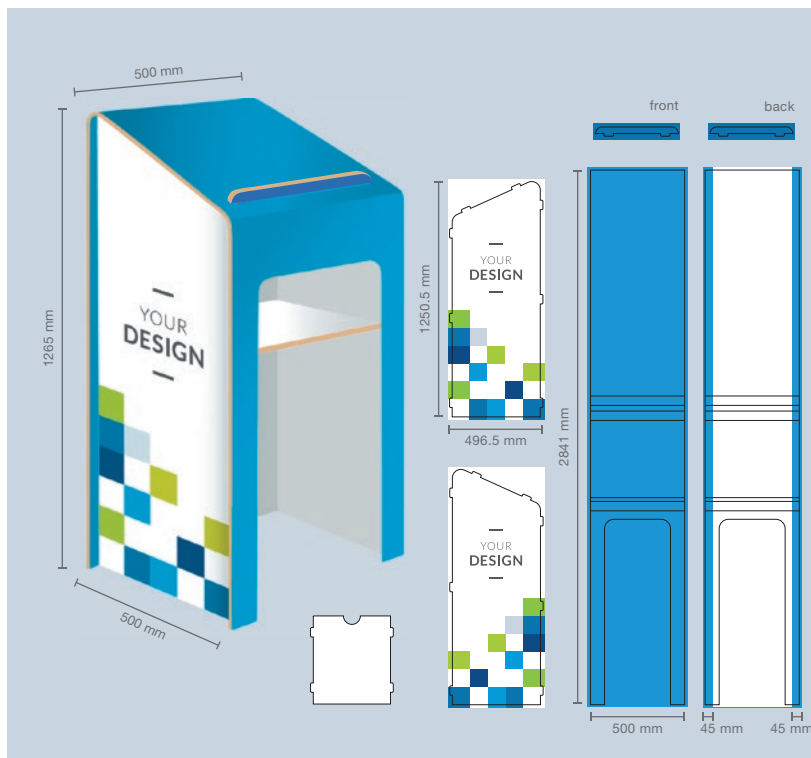 500 mm
1265 mm
YOUR
DESIGN
500 mm
1250.5 mm
YOUR
DESIGN
496.5 mm
YOUR
DESIGN
front
back
2841 mm
500 mm
45 mm
45 mm